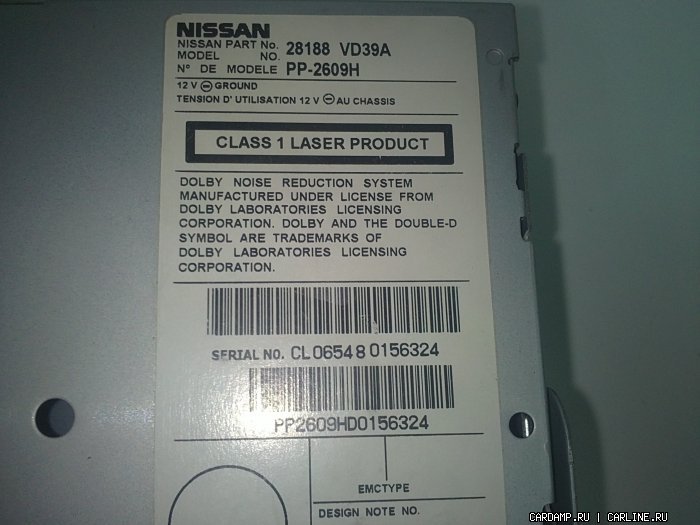 NISSAN
NISSAN PART No. 28188 VD39A
MODEL NO.
N° DE MODELE PP-2609H
12 V ⊖ GROUND
TENSION D' UTILISATION 12 V ⊖ AU CHASSIS
CLASS 1 LASER PRODUCT
DOLBY NOISE REDUCTION SYSTEM
MANUFACTURED UNDER LICENSE FROM
DOLBY LABORATORIES LICENSING
CORPORATION. DOLBY AND THE DOUBLE-D
SYMBOL ARE TRADEMARKS OF
DOLBY LABORATORIES LICENSING
CORPORATION.
SERIAL NO. CL06548 0156324
PP2609HD0156324
EMCTYPE
DESIGN NOTE NO.
CARDAMP.RU | CARLINE.RU